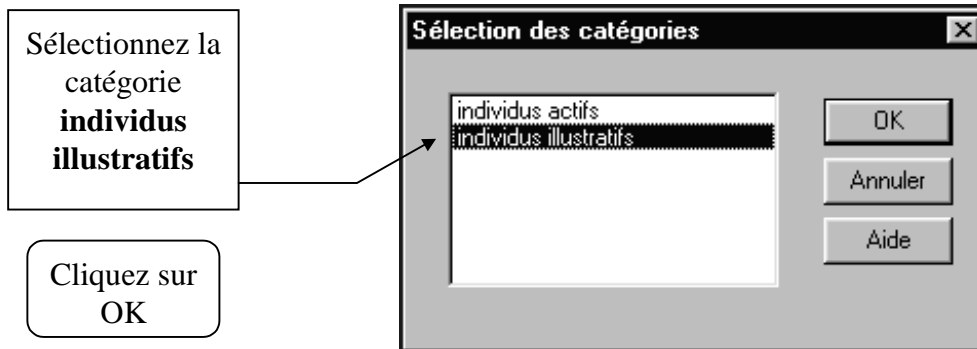 Sélectionnez la
catégorie
individus
illustratifs
Cliquez sur
OK
Sélection des catégories
individus actifs
individus illustratifs
OK
Annuler
Aide